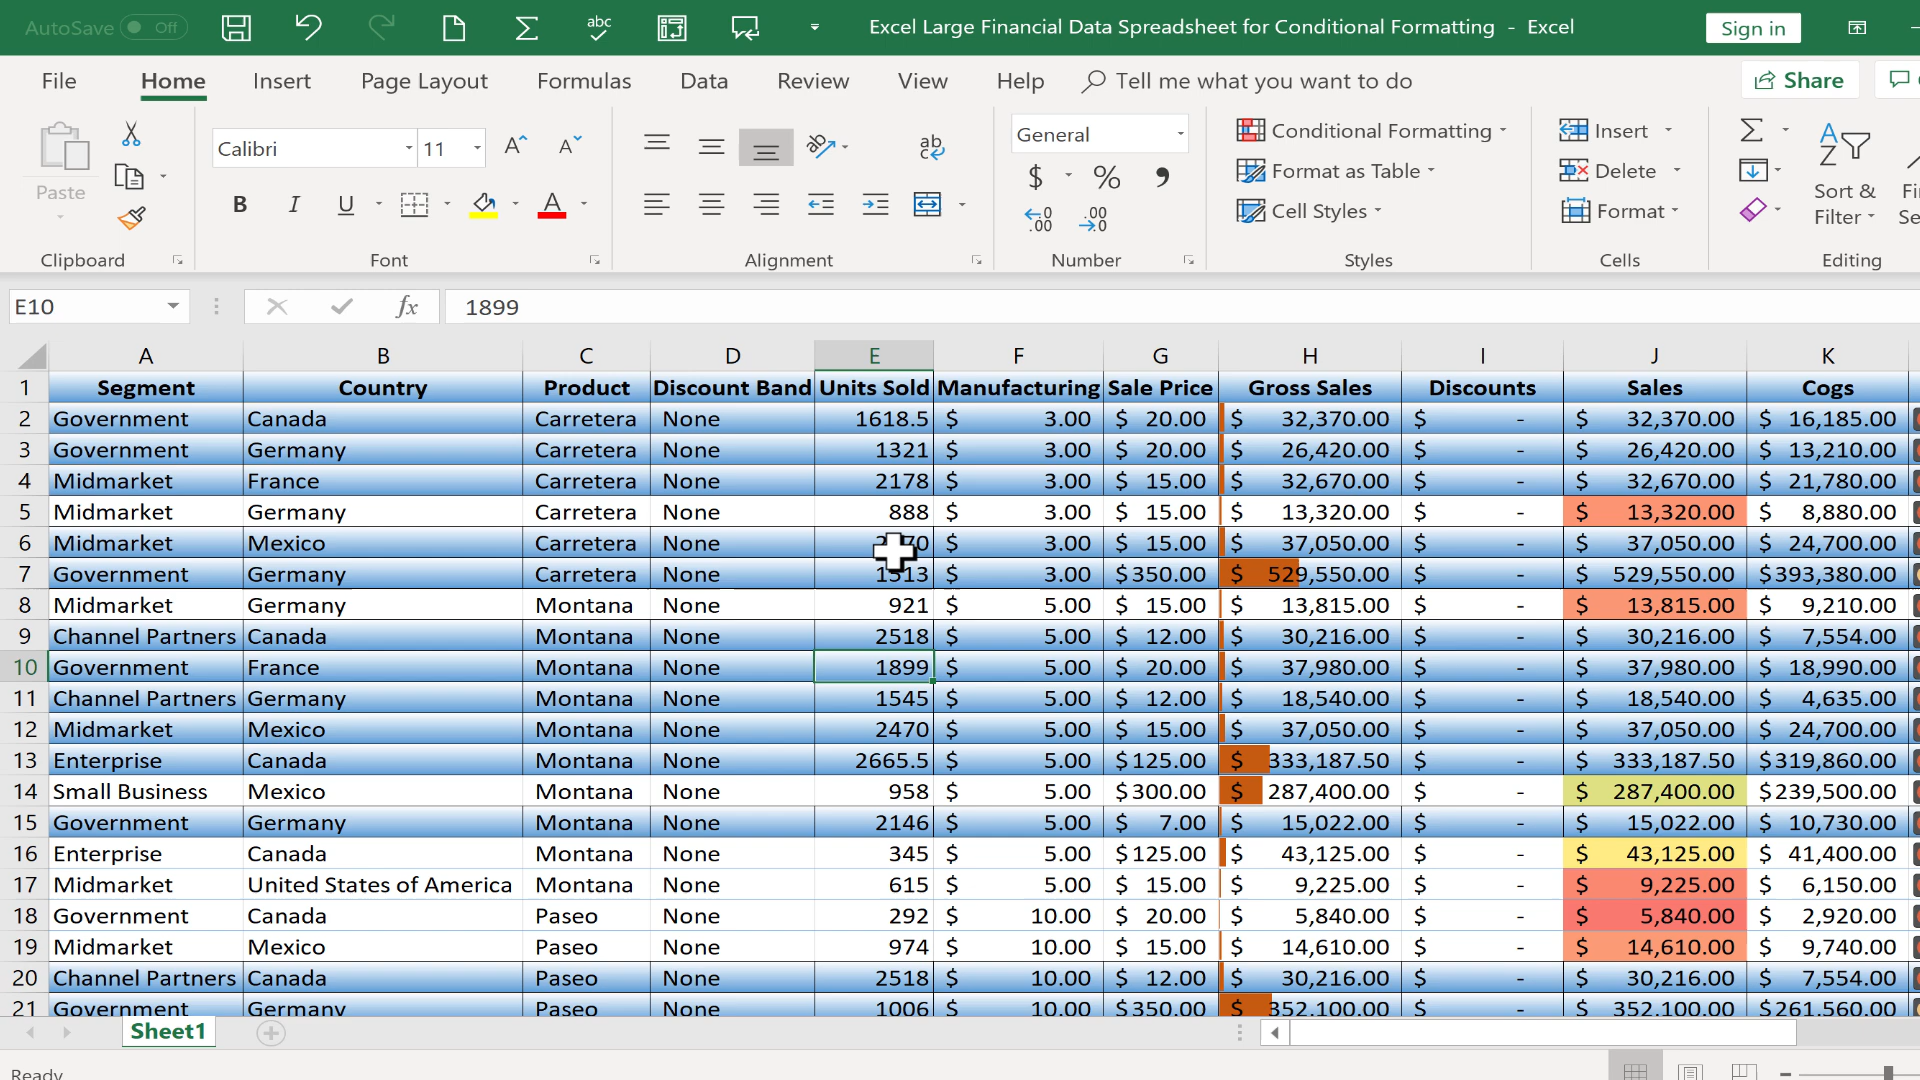 AutoSave Off Excel Large Financial Data Spreadsheet for Conditional Formatting - Excel Sign in
File Home Insert Page Layout Formulas Data Review View Help Tell me what you want to do Share
Paste Calibri 11 General Conditional Formatting Insert
Format as Table Delete Sort &
Cell Styles Format Filter
Clipboard Font Alignment Number Styles Cells Editing
E10 fx 1899
A B C D E F G H I J K
1 Segment Country Product Discount Band Units Sold Manufacturing Sale Price Gross Sales Discounts Sales Cogs
2 Government Canada Carretera None 1618.5 $ 3.00 $ 20.00 $ 32,370.00 $ - $ 32,370.00 $ 16,185.00
3 Government Germany Carretera None 1321 $ 3.00 $ 20.00 $ 26,420.00 $ - $ 26,420.00 $ 13,210.00
4 Midmarket France Carretera None 2178 $ 3.00 $ 15.00 $ 32,670.00 $ - $ 32,670.00 $ 21,780.00
5 Midmarket Germany Carretera None 888 $ 3.00 $ 15.00 $ 13,320.00 $ - $ 13,320.00 $ 8,880.00
6 Midmarket Mexico Carretera None $ 3.00 $ 15.00 $ 37,050.00 $ - $ 37,050.00 $ 24,700.00
7 Government Germany Carretera None 1513 $ 3.00 $350.00 $ 529,550.00 $ - $ 529,550.00 $393,380.00
8 Midmarket Germany Montana None 921 $ 5.00 $ 15.00 $ 13,815.00 $ - $ 13,815.00 $ 9,210.00
9 Channel Partners Canada Montana None 2518 $ 5.00 $ 12.00 $ 30,216.00 $ - $ 30,216.00 $ 7,554.00
10 Government France Montana None 1899 $ 5.00 $ 20.00 $ 37,980.00 $ - $ 37,980.00 $ 18,990.00
11 Channel Partners Germany Montana None 1545 $ 5.00 $ 12.00 $ 18,540.00 $ - $ 18,540.00 $ 4,635.00
12 Midmarket Mexico Montana None 2470 $ 5.00 $ 15.00 $ 37,050.00 $ - $ 37,050.00 $ 24,700.00
13 Enterprise Canada Montana None 2665.5 $ 5.00 $125.00 $ 333,187.50 $ - $ 333,187.50 $319,860.00
14 Small Business Mexico Montana None 958 $ 5.00 $300.00 $ 287,400.00 $ - $ 287,400.00 $239,500.00
15 Government Germany Montana None 2146 $ 5.00 $ 7.00 $ 15,022.00 $ - $ 15,022.00 $ 10,730.00
16 Enterprise Canada Montana None 345 $ 5.00 $125.00 $ 43,125.00 $ - $ 43,125.00 $ 41,400.00
17 Midmarket United States of America Montana None 615 $ 5.00 $ 15.00 $ 9,225.00 $ - $ 9,225.00 $ 6,150.00
18 Government Canada Paseo None 292 $ 10.00 $ 20.00 $ 5,840.00 $ - $ 5,840.00 $ 2,920.00
19 Midmarket Mexico Paseo None 974 $ 10.00 $ 15.00 $ 14,610.00 $ - $ 14,610.00 $ 9,740.00
20 Channel Partners Canada Paseo None 2518 $ 10.00 $ 12.00 $ 30,216.00 $ - $ 30,216.00 $ 7,554.00
21 Government Germany Paseo None 1006 $ 10.00 $350.00 $ 352,100.00 $ - $ 352,100.00 $261,560.00
Sheet1
Ready